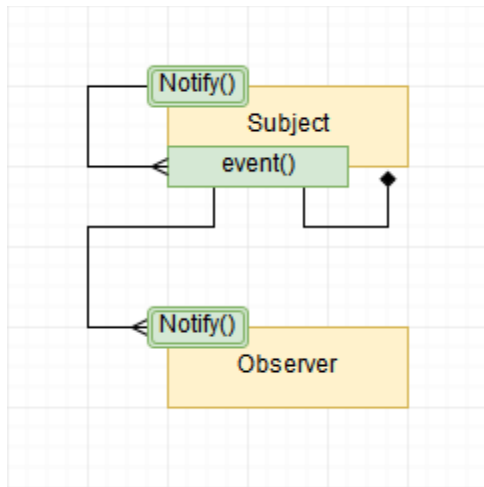 Notify()
Subject
event()
Notify()
Observer